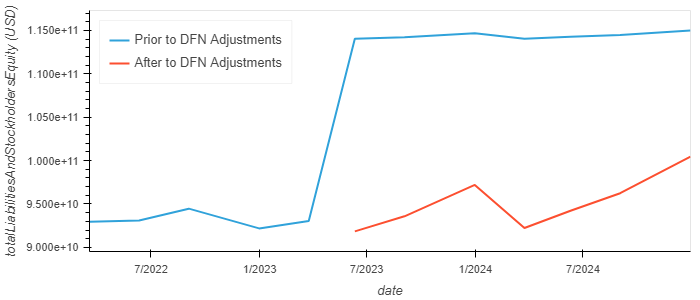 totalLiabilitiesAndStockholdersEquity (USD)
1.150e+11
1.100e+11
1.050e+11
1.000e+11
9.500e+10
9.000e+10
Prior to DFN Adjustments
After to DFN Adjustments
7/2022 1/2023 7/2023 1/2024 7/2024
date